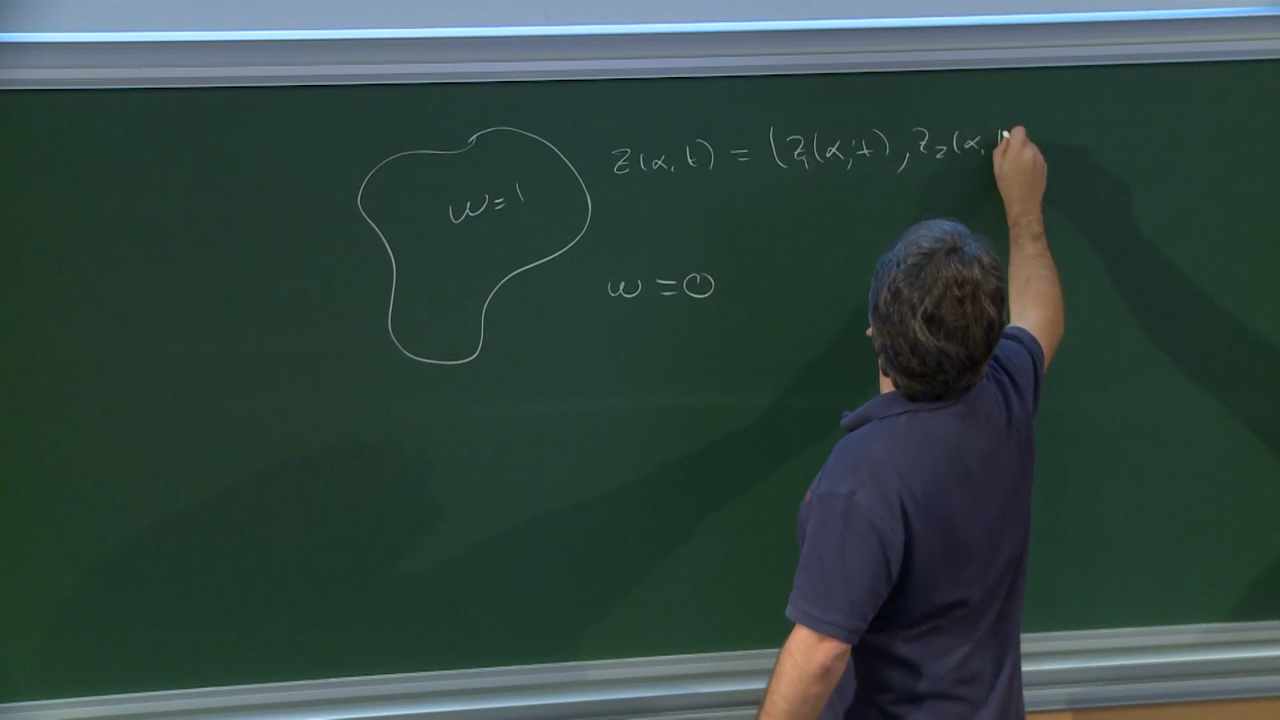 z(α, t) = (z₁(α, t), z₂(α,
w = 1
w = 0